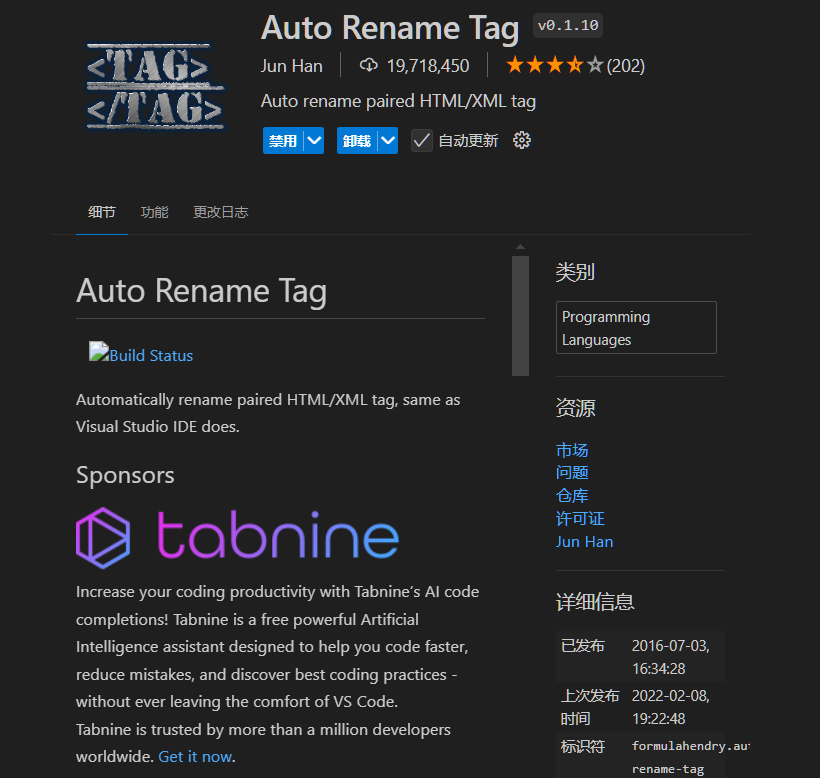 <TAG>
</TAG>
Auto Rename Tag v0.1.10
Jun Han 19,718,450 (202)
Auto rename paired HTML/XML tag
禁用 卸载 自动更新
细节 功能 更改日志
Auto Rename Tag
Build Status
Automatically rename paired HTML/XML tag, same as
Visual Studio IDE does.
Sponsors
tabnine
Increase your coding productivity with Tabnine’s AI code
completions! Tabnine is a free powerful Artificial
Intelligence assistant designed to help you code faster,
reduce mistakes, and discover best coding practices -
without ever leaving the comfort of VS Code.
Tabnine is trusted by more than a million developers
worldwide. Get it now.
类别
Programming
Languages
资源
市场
问题
仓库
许可证
Jun Han
详细信息
已发布 2016-07-03,
16:34:28
上次发布 2022-02-08,
时间 19:22:48
标识符 formulahendry.aut
rename-tag